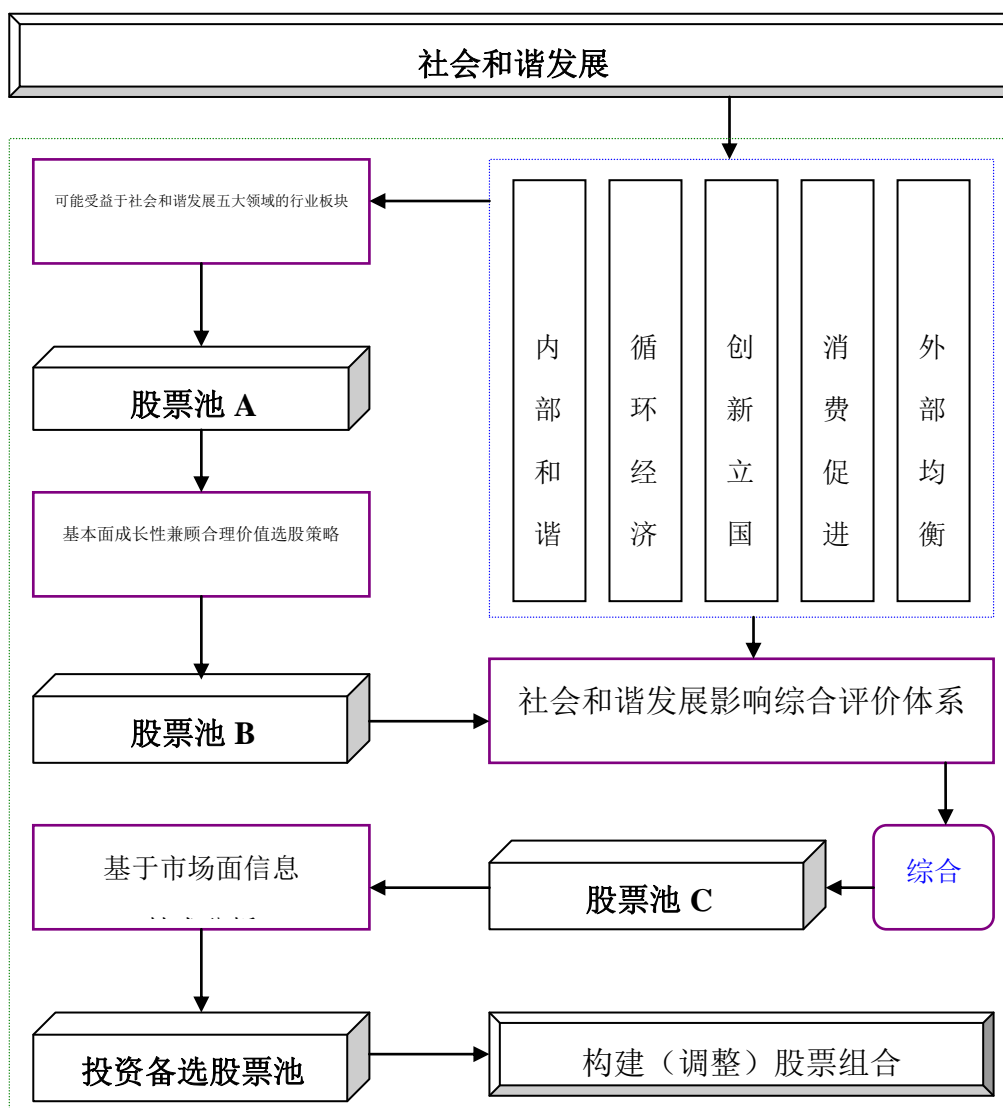 社会和谐发展
可能受益于社会和谐发展五大领域的行业板块
内部和谐
循环经济
创新立国
消费促进
外部均衡
股票池 A
基本面成长性兼顾合理价值选股策略
股票池 B
社会和谐发展影响综合评价体系
综合
股票池 C
基于市场面信息
投资备选股票池
构建（调整）股票组合